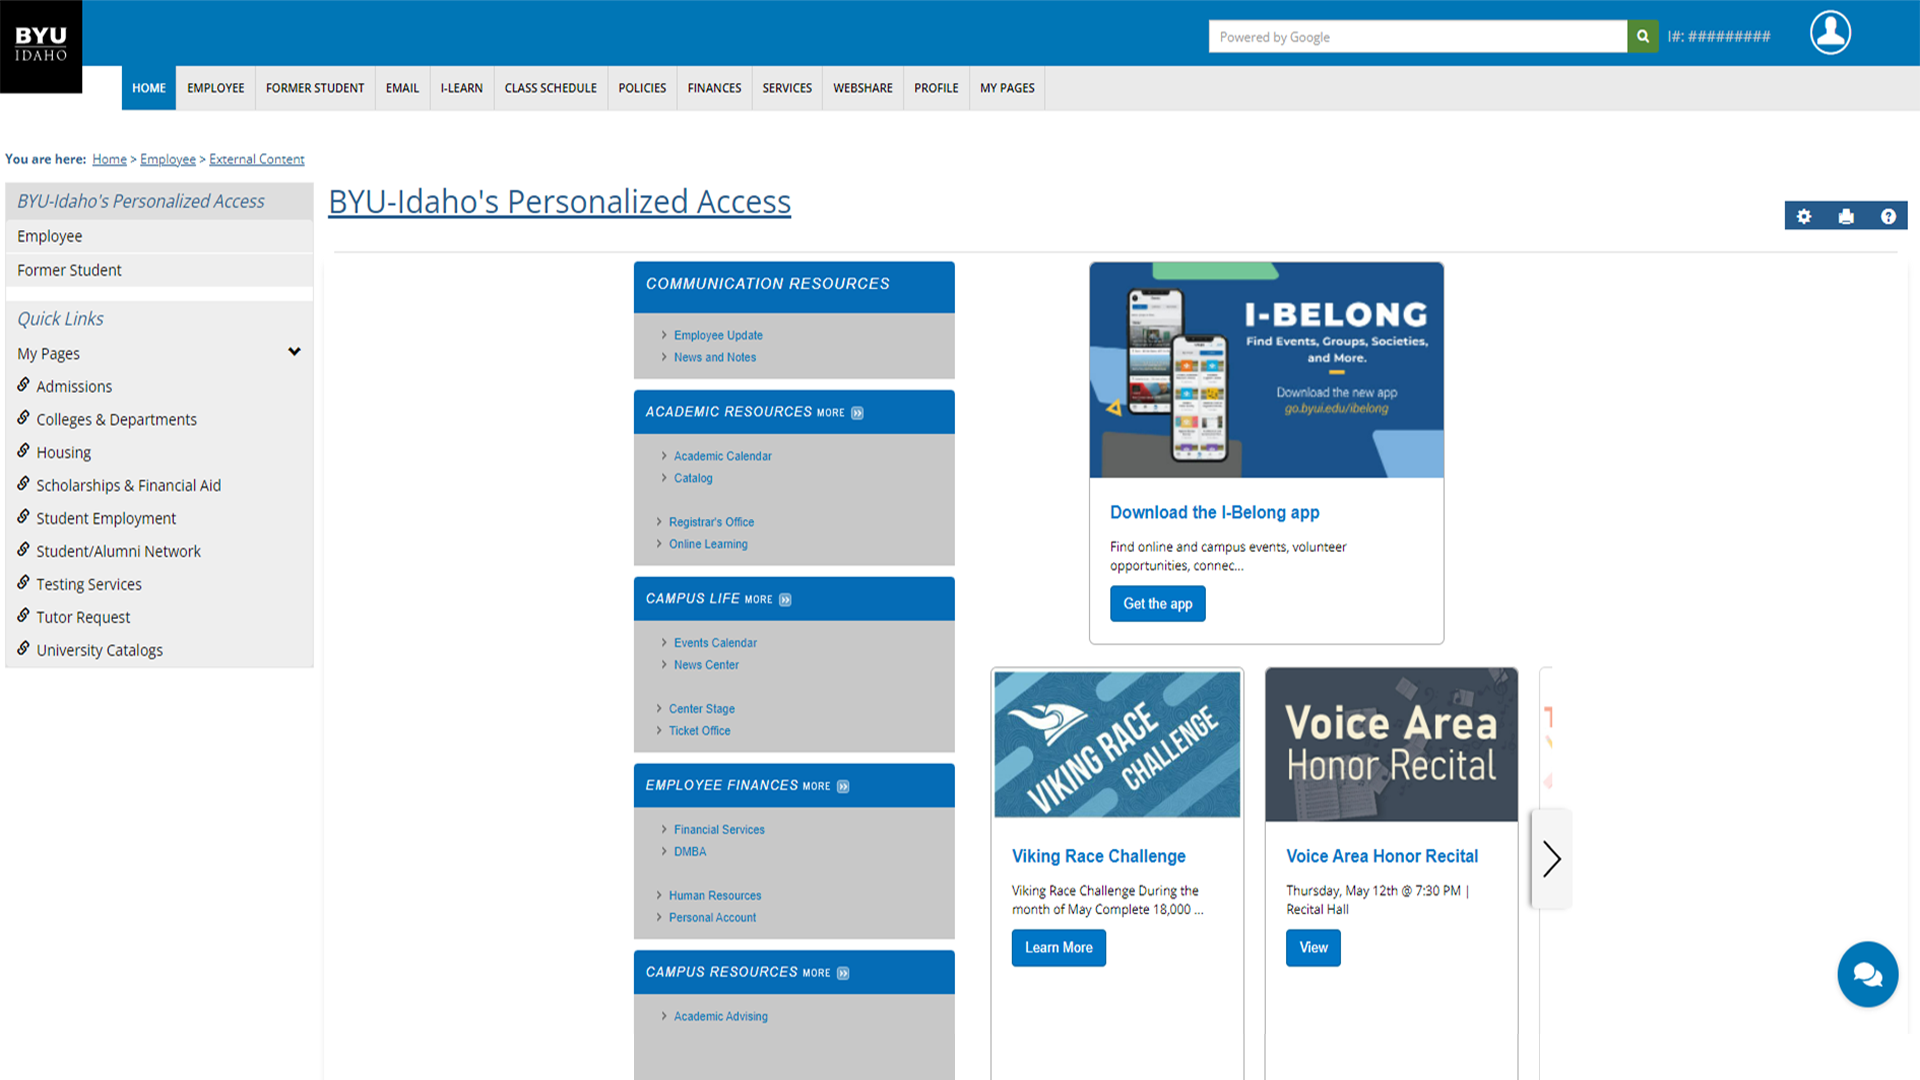 BYU
IDAHO
Powered by Google
I#: #########
HOME
EMPLOYEE
FORMER STUDENT
EMAIL
I-LEARN
CLASS SCHEDULE
POLICIES
FINANCES
SERVICES
WEBSHARE
PROFILE
MY PAGES
You are here: Home > Employee > External Content
BYU-Idaho's Personalized Access
Employee
Former Student
Quick Links
My Pages
Admissions
Colleges & Departments
Housing
Scholarships & Financial Aid
Student Employment
Student/Alumni Network
Testing Services
Tutor Request
University Catalogs
BYU-Idaho's Personalized Access
COMMUNICATION RESOURCES
Employee Update
News and Notes
ACADEMIC RESOURCES MORE
Academic Calendar
Catalog
Registrar's Office
Online Learning
CAMPUS LIFE MORE
Events Calendar
News Center
Center Stage
Ticket Office
EMPLOYEE FINANCES MORE
Financial Services
DMBA
Human Resources
Personal Account
CAMPUS RESOURCES MORE
Academic Advising
I-BELONG
Find Events, Groups, Societies,
and More.
Download the new app
go.byui.edu/ibelong
Download the I-Belong app
Find online and campus events, volunteer
opportunities, connec...
Get the app
VIKING RACE
CHALLENGE
Viking Race Challenge
Viking Race Challenge During the
month of May Complete 18,000 ...
Learn More
Voice Area
Honor Recital
Voice Area Honor Recital
Thursday, May 12th @ 7:30 PM |
Recital Hall
View